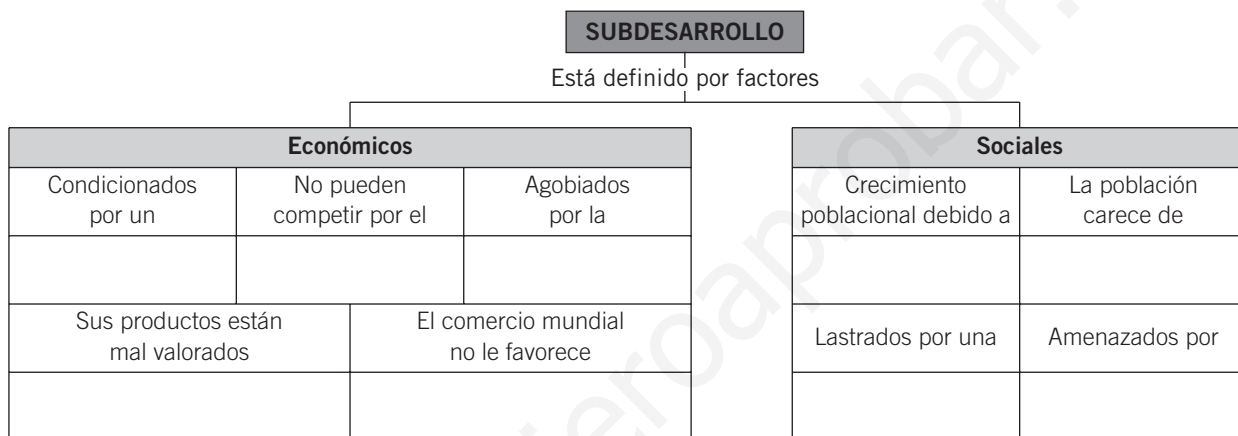 SUBDESARROLLO
Está definido por factores
Económicos
Condicionados
por un
No pueden
competir por el
Agobiados
por la
Sus productos están
mal valorados
El comercio mundial
no le favorece
Sociales
Crecimiento
poblacional debido a
La población
carece de
Lastrados por una
Amenazados por